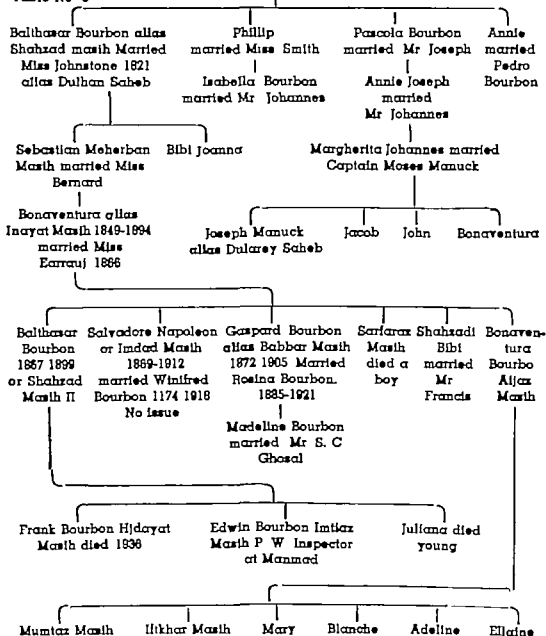 Balthasar Bourbon alias
Shahzad masih Married
Miss Johnstone 1821
alias Dulhan Saheb
Phillip
married Miss Smith
Isabella Bourbon
married Mr Johannes
Pascola Bourbon
married Mr Joseph
Annie Joseph
married
Mr Johannes
Annie
married
Pedro
Bourbon
Sebastian Meherban
Masih married Miss
Bernard
Bibi Joanna
Margherita Johannes married
Captain Moses Manuck
Bonaventura alias
Inayat Masih 1849-1894
married Miss
Earrauj 1866
Joseph Manuck
alias Dularey Saheb
Jacob
John
Bonaventura
Balthasar
Bourbon
1867 1899
or Shahzad
Masih II
Salvadore Napoleon
or Imdad Masih
1869-1912
married Winifred
Bourbon 1174 1918
No issue
Gaspard Bourbon
alias Babbar Masih
1872 1905 Married
Rosina Bourbon.
1885-1921
Madeline Bourbon
married Mr S. C
Ghosal
Sarfaraz
Masih
died a
boy
Shahzadi
Bibi
married
Mr
Francis
Bonaven-
tura
Bourbo
Aijaz
Masih
Frank Bourbon Hidayat
Masih died 1936
Edwin Bourbon Imtiaz
Masih P W Inspector
at Manmad
Juliana died
young
Mumtaz Masih
Iftkhar Masih
Mary
Blanche
Adeline
Ellaine